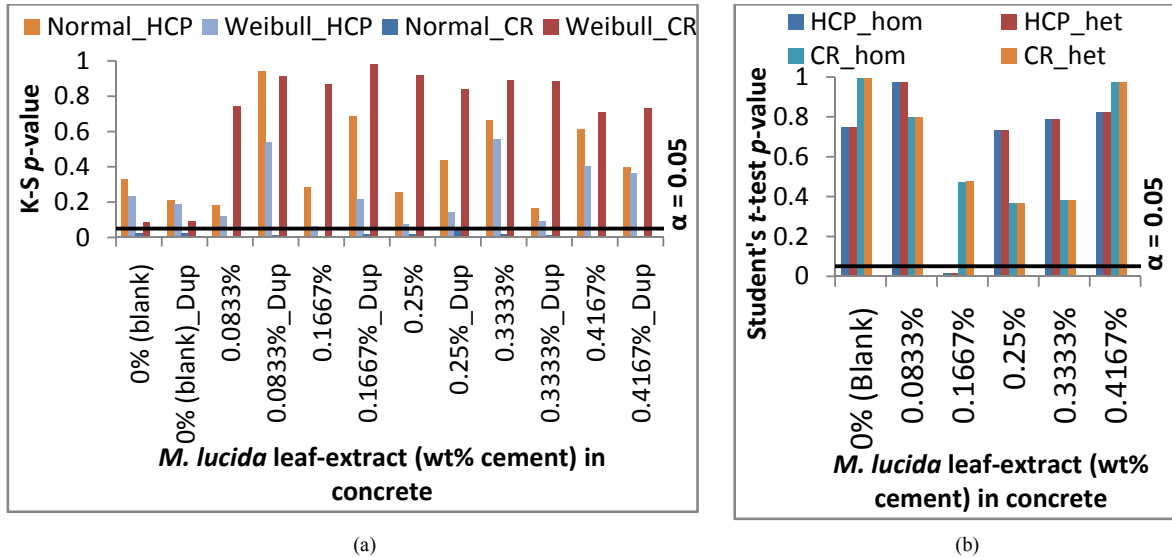 Normal_HCP Weibull_HCP Normal_CR Weibull_CR
K-S p-value
1
0.8
0.6
0.4
0.2
0
α = 0.05
0% (blank)
0% (blank)_Dup
0.0833%
0.0833%_Dup
0.1667%
0.1667%_Dup
0.25%
0.25%_Dup
0.3333%
0.3333%_Dup
0.4167%
0.4167%_Dup
M. lucida leaf-extract (wt% cement) in
concrete
(a)
HCP_hom HCP_het
CR_hom CR_het
Student's t-test p-value
1
0.8
0.6
0.4
0.2
0
α = 0.05
0% (Blank)
0.0833%
0.1667%
0.25%
0.3333%
0.4167%
M. lucida leaf-extract (wt%
cement) in concrete
(b)